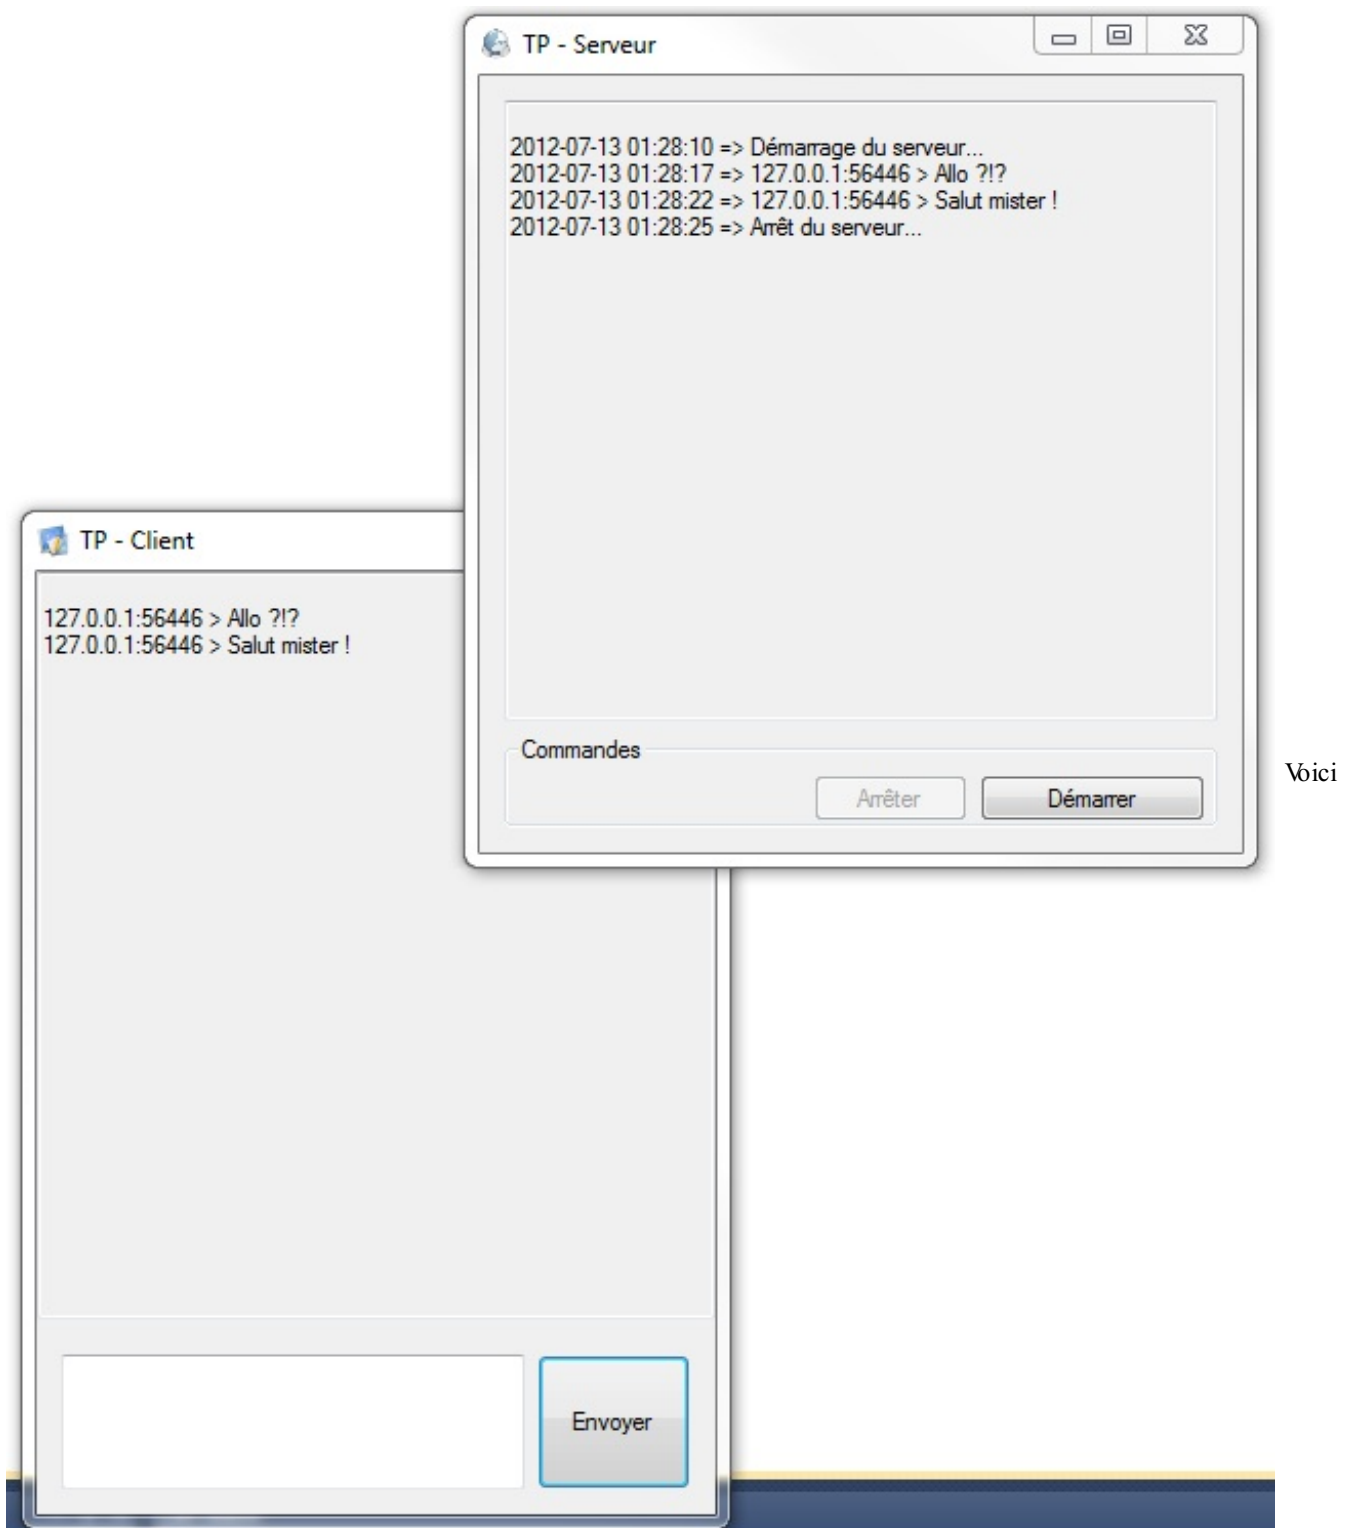 TP - Serveur
2012-07-13 01:28:10 => Démarrage du serveur...
2012-07-13 01:28:17 => 127.0.0.1:56446 > Allo ?!?
2012-07-13 01:28:22 => 127.0.0.1:56446 > Salut mister !
2012-07-13 01:28:25 => Arrêt du serveur...
Commandes
Arrêter
Démarrer
TP - Client
127.0.0.1:56446 > Allo ?!?
127.0.0.1:56446 > Salut mister !
Envoyer
Voici